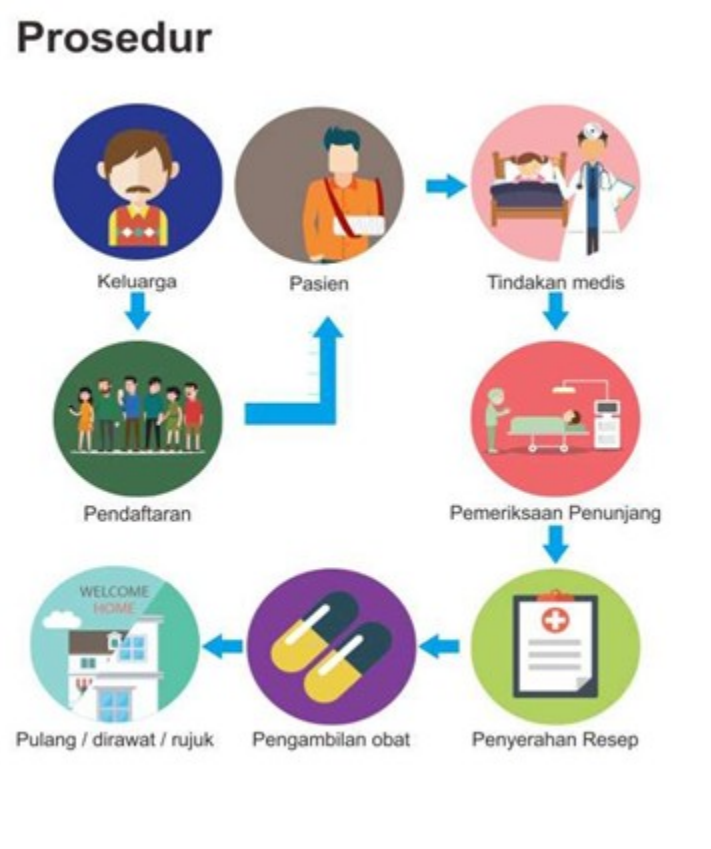 Prosedur
Keluarga
Pasien
Tindakan medis
Pendaftaran
Pemeriksaan Penunjang
WELCOME
HOME
Pulang / dirawat / rujuk
Pengambilan obat
Penyerahan Resep